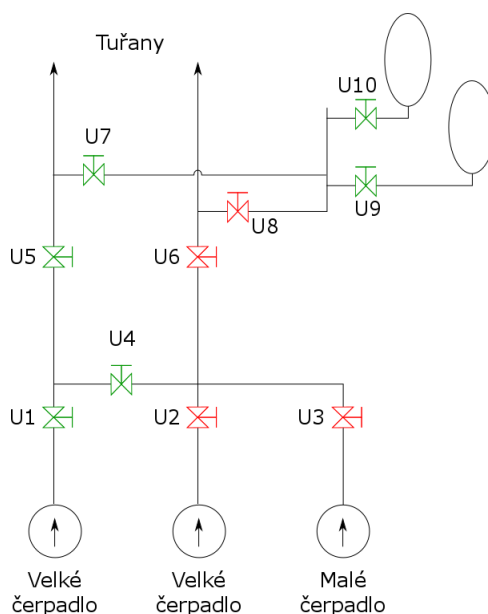 Tuřany
U10
U7
U9
U8
U5
U6
U4
U1
U2
U3
Velké
čerpadlo
Velké
čerpadlo
Malé
čerpadlo